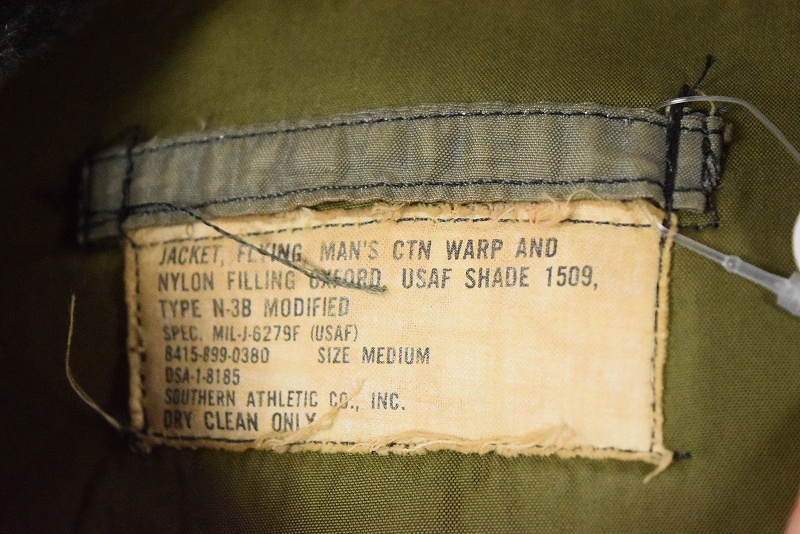 JACKET, FLYING, MAN'S CTN WARP AND
NYLON FILLING OXFORD, USAF SHADE 1509,
TYPE N-3B MODIFIED
SPEC. MIL-J-6279F (USAF)
8415-899-0380 SIZE MEDIUM
DSA-1-8185
SOUTHERN ATHLETIC CO., INC.
DRY CLEAN ONLY